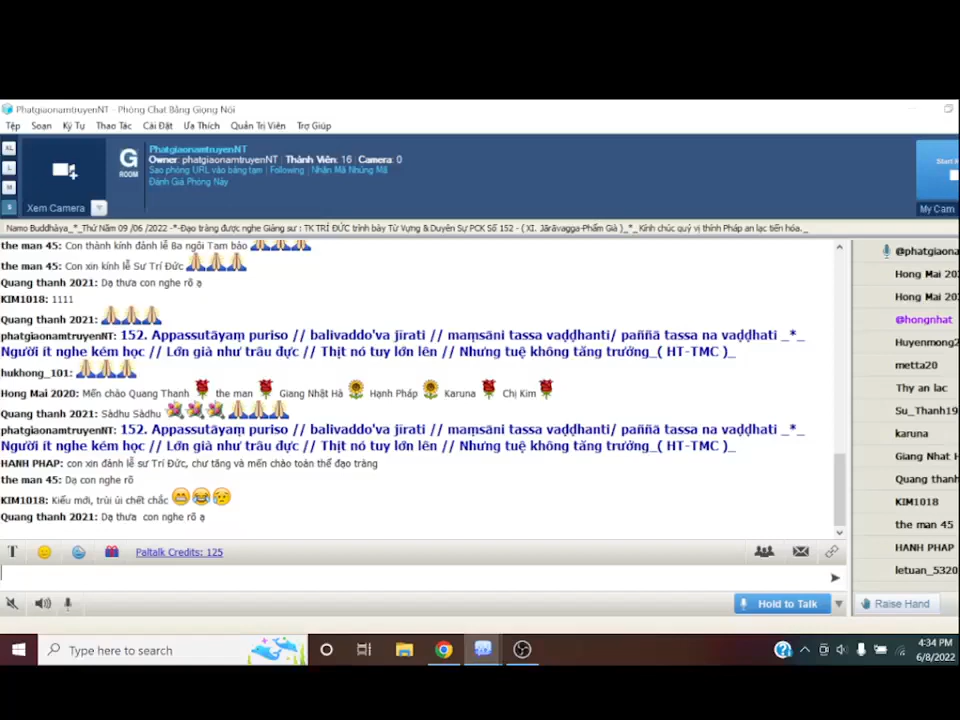 PhatgiaonamtruyenNT - Phòng Chat Bằng Giọng Nói
Tệp Soạn Ký Tự Thao Tác Cài Đặt Ưa Thích Quản Trị Viên Trợ Giúp
XL
L
M
S
Xem Camera
G
ROOM
PhatgiaonamtruyenNT
Owner: phatgiaonamtruyenNT | Thành Viên: 16 | Camera: 0
Sao phỏng URL vào bảng tạm | Following | Nhận Mã Nhúng Mã
Đánh Giá Phòng Này
Start
My Cam
Namo Buddhàya_*_Thứ Năm 09 /06 /2022 -*-Đạo tràng được nghe Giảng sư : TK TRÍ ĐỨC trình bày Từ Vựng & Duyên Sự PCK Số 152 - ( XI. Jàràvagga-Phẩm Già )_*_Kính chúc quý vị thính Pháp an lạc tiến hóa._
the man 45: Con thành kính đảnh lễ Ba ngôi Tam bảo
the man 45: Con xin kính lễ Sư Trí Đức
Quang thanh 2021: Dạ thưa con nghe rõ ạ
KIM1018: 1111
Quang thanh 2021:
phatgiaonamtruyenNT: 152. Appassutāyaṃ puriso // balivaddo'va jīrati // maṃsāni tassa vaḍḍhanti/ paññā tassa na vaḍḍhati _*_
Người ít nghe kém học // Lớn già như trâu đực // Thịt nó tuy lớn lên // Nhưng tuệ không tăng trưởng_( HT-TMC )_
hukhong_101:
Hong Mai 2020: Mến chào Quang Thanh the man Giang Nhật Hà Hạnh Pháp Karuna Chị Kim
Quang thanh 2021: Sàdhu Sàdhu
phatgiaonamtruyenNT: 152. Appassutāyaṃ puriso // balivaddo'va jīrati // maṃsāni tassa vaḍḍhanti/ paññā tassa na vaḍḍhati _*_
Người ít nghe kém học // Lớn già như trâu đực // Thịt nó tuy lớn lên // Nhưng tuệ không tăng trưởng_( HT-TMC )_
HANH PHAP: con xin đảnh lễ sư Trí Đức, chư tăng và mến chào toàn thể đạo tràng
the man 45: Dạ con nghe rõ
KIM1018: Kiểu mới, trùi ùi chết chắc
Quang thanh 2021: Dạ thưa con nghe rõ ạ
@phatgiaona
Hong Mai 202
Hong Mai 202
@hongnhat
Huyenmong2
metta20
Thy an lac
Su_Thanh19
karuna
Giang Nhat H
Quang thanh
KIM1018
the man 45
HANH PHAP
letuan_5320
T Paltalk Credits: 125
Hold to Talk
Raise Hand
Type here to search
4:34 PM
6/8/2022